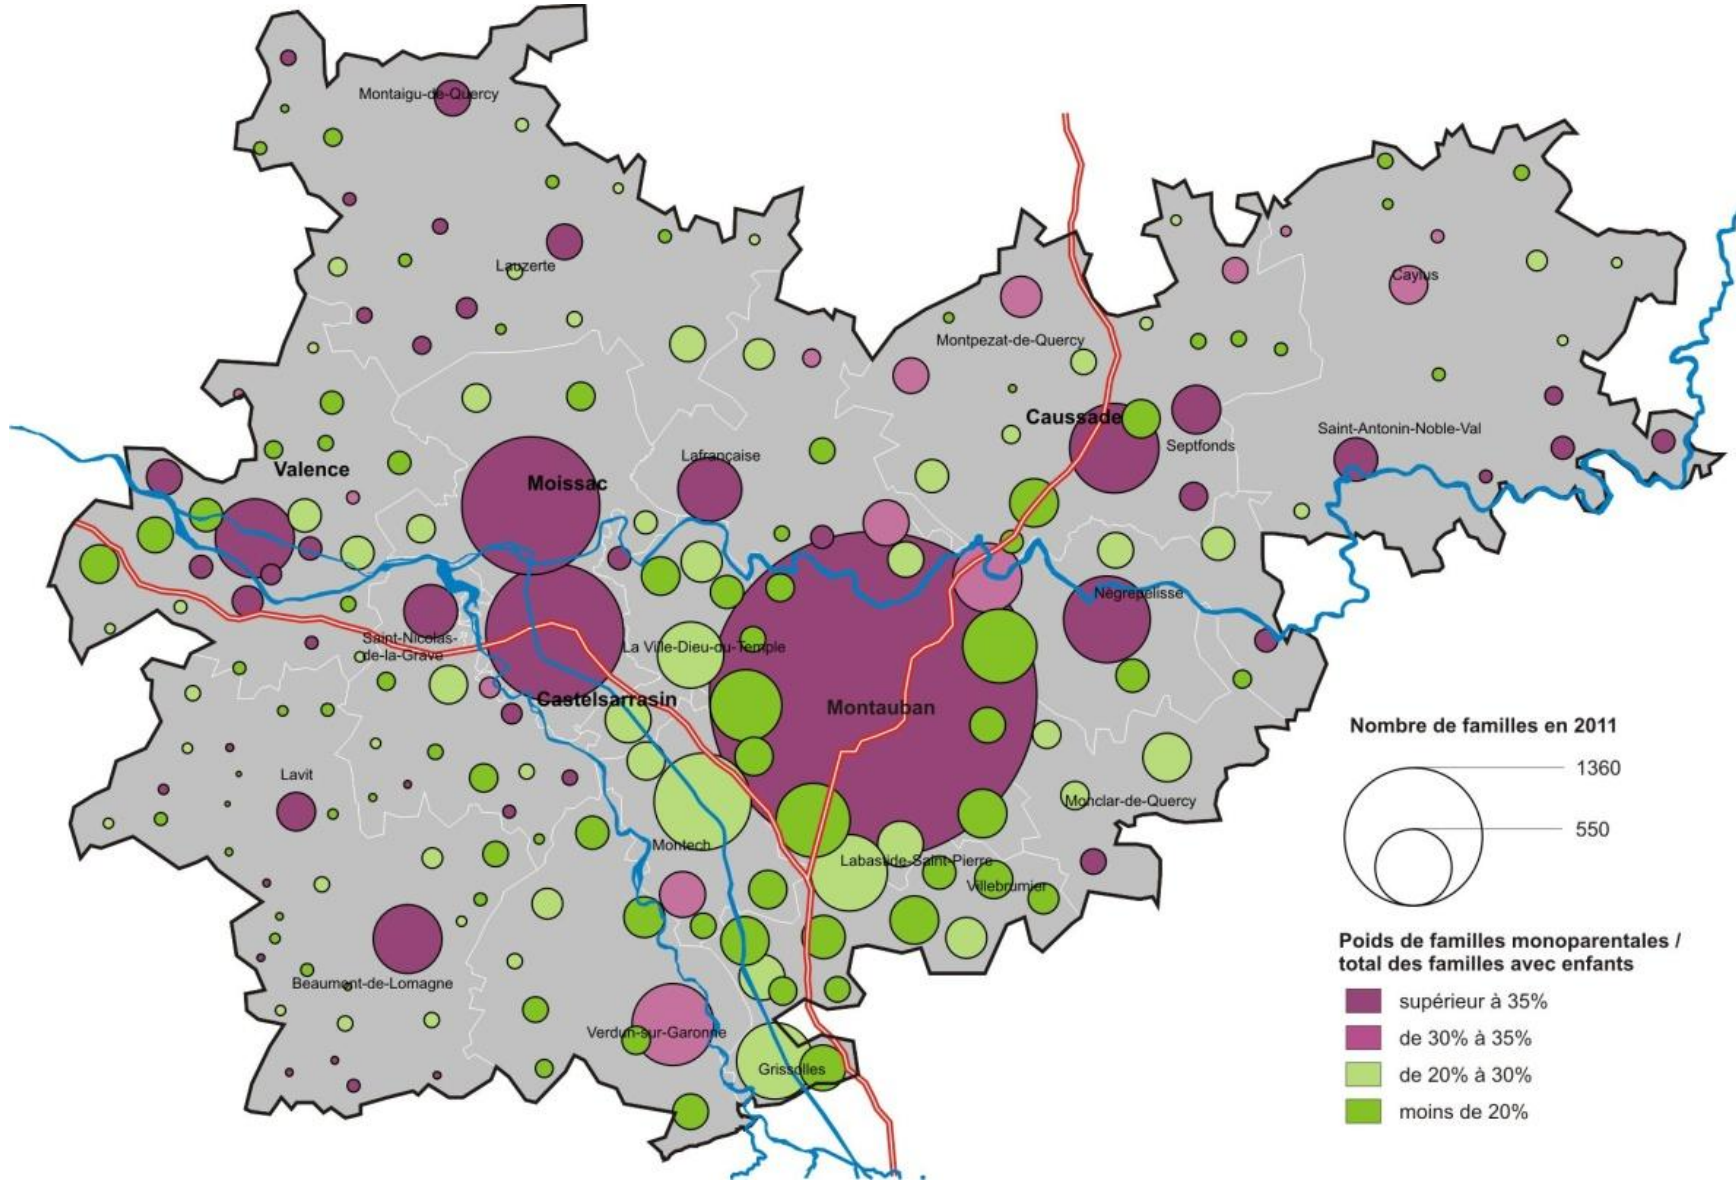 Montaigu-de-Quercy
Lauzerte
Caylus
Montpezat-de-Quercy
Caussade
Septfonds
Saint-Antonin-Noble-Val
Valence
Lafrançaise
Moissac
Nègrepelisse
Saint-Nicolas-
de-la-Grave
La Ville-Dieu-du-Temple
Castelsarrasin
Montauban
Lavit
Monclar-de-Quercy
Montech
Labastide-Saint-Pierre
Villebrumier
Beaumont-de-Lomagne
Verdun-sur-Garonne
Grissolles
Nombre de familles en 2011
1360
550
Poids de familles monoparentales /
total des familles avec enfants
supérieur à 35%
de 30% à 35%
de 20% à 30%
moins de 20%